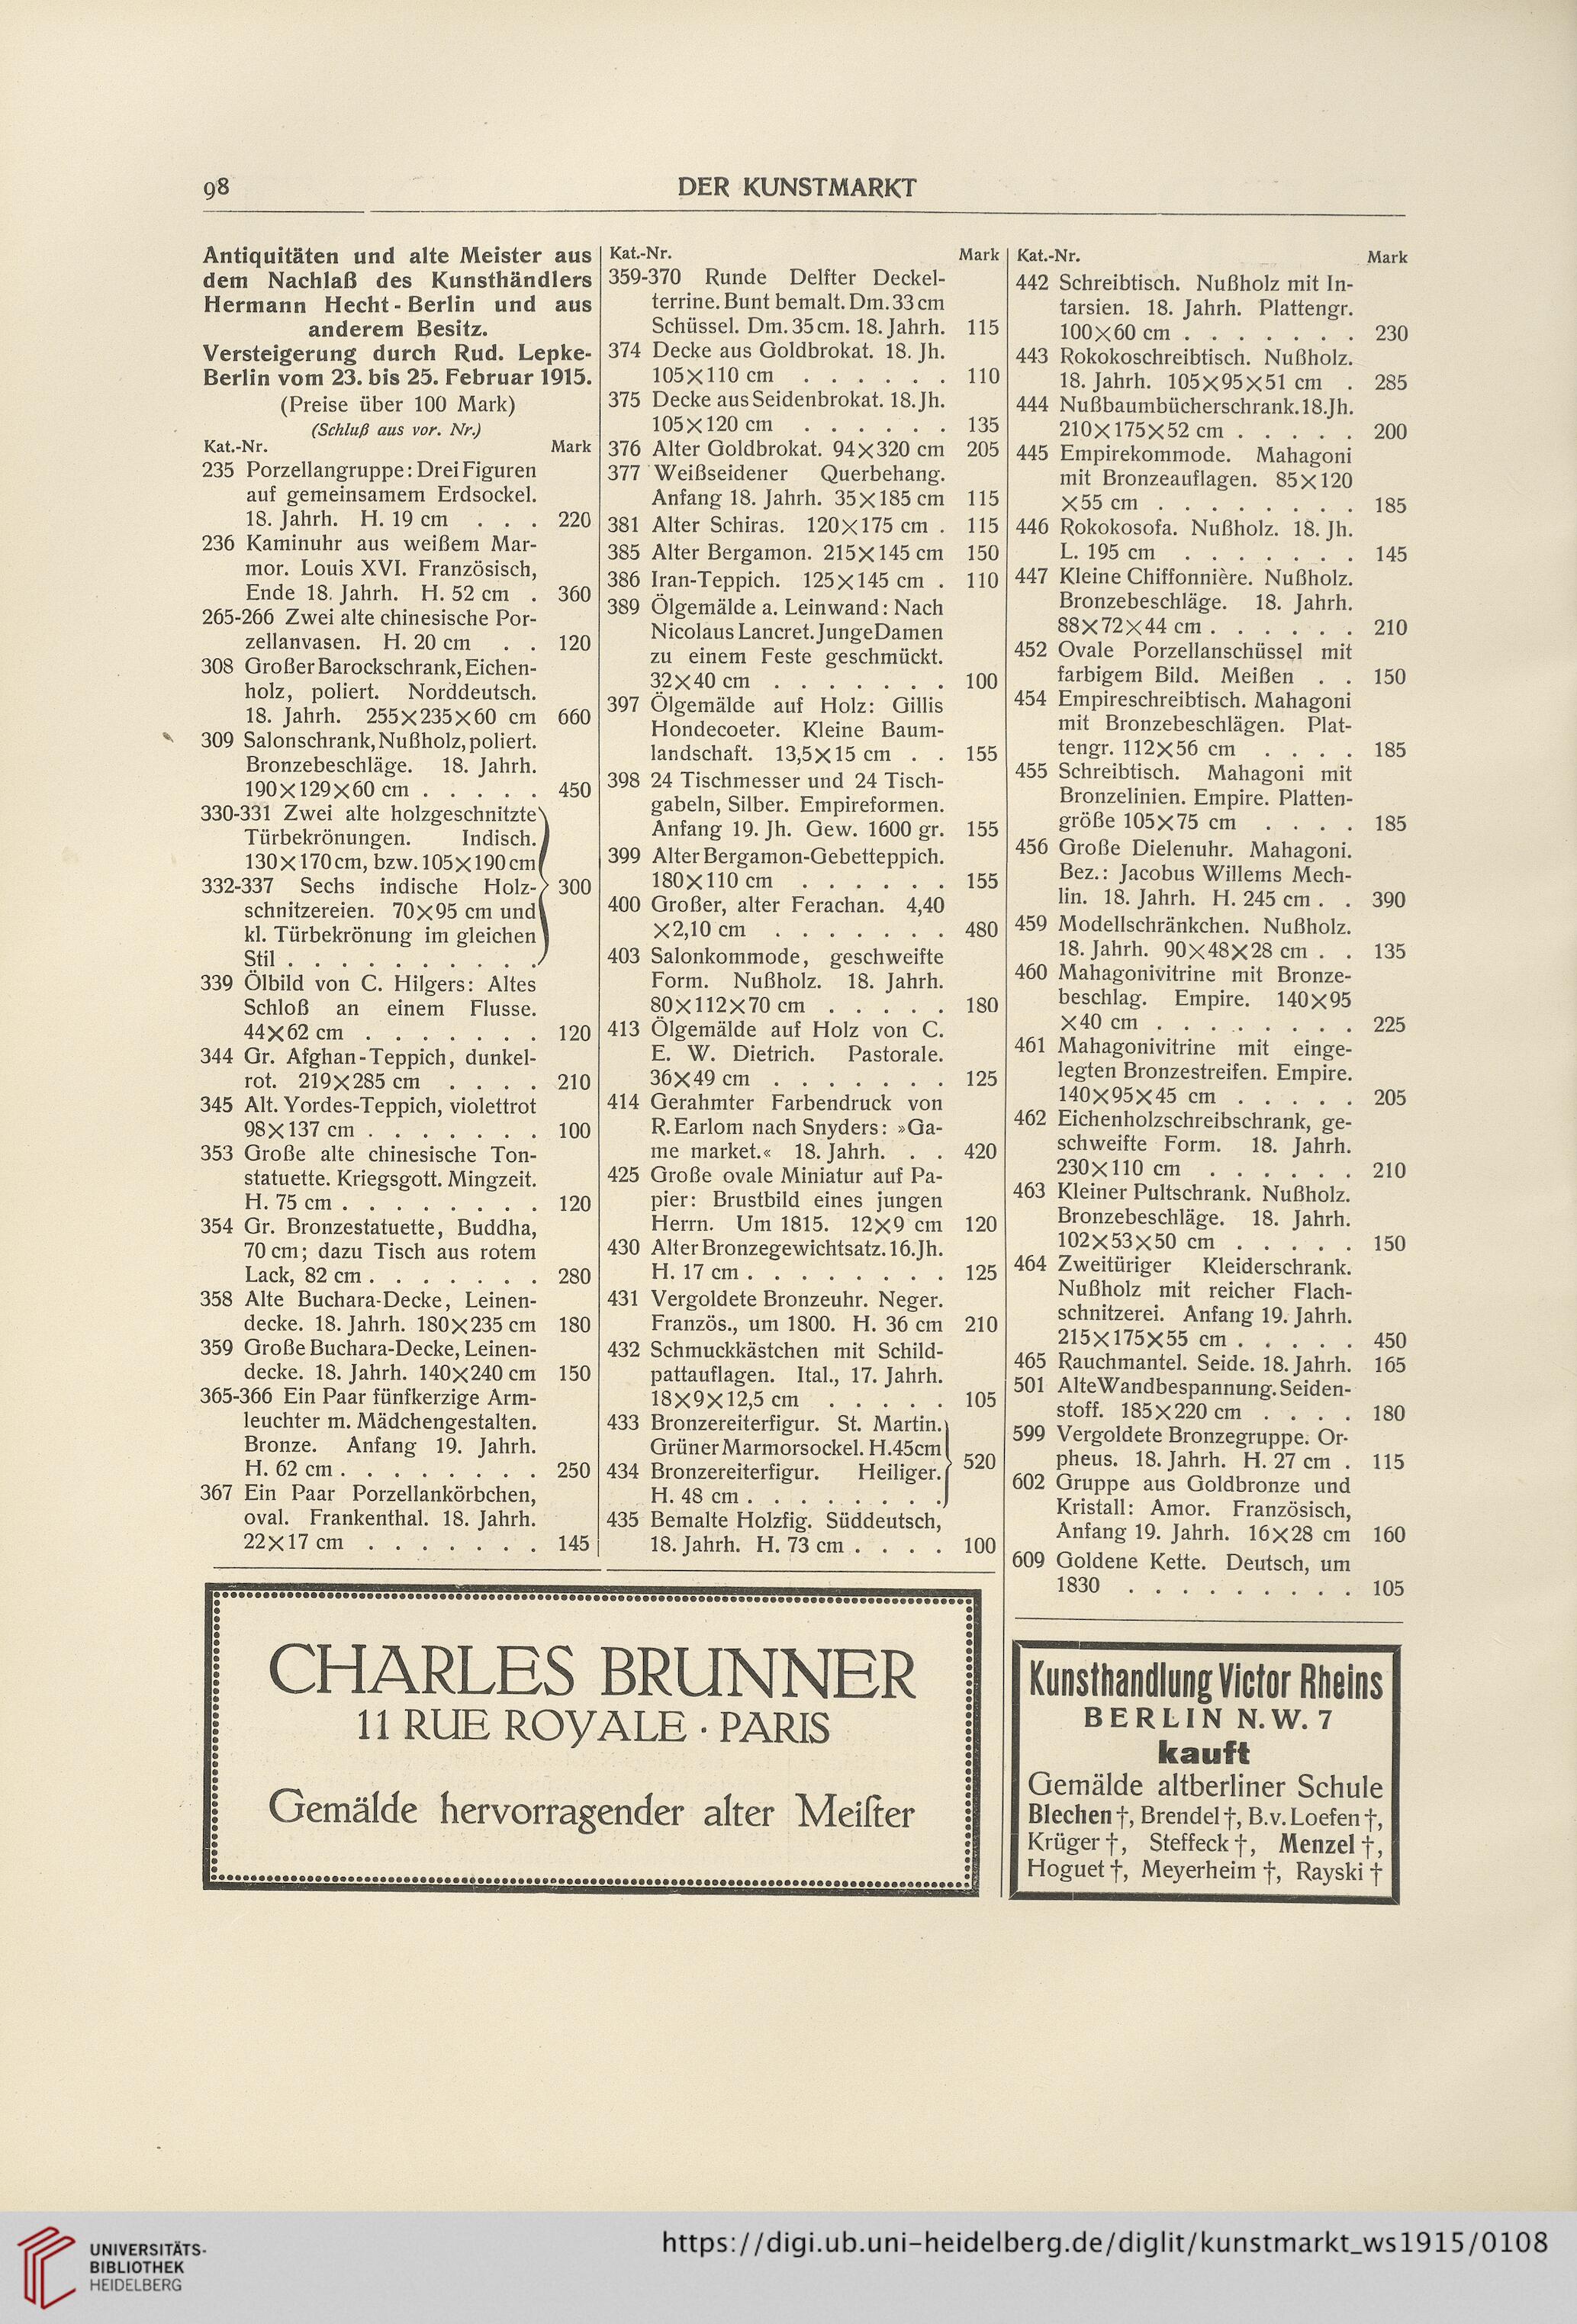 98
DER KUNSTMARKT
Antiquitäten und alte Meister aus
dem Nachlaß des Kunsthändlers
Hermann Hecht-Berlin und aus
anderem Besitz.
Versteigerung durch Rud. Lepke-
Berlin vom 23. bis 25. Februar 1915.
(Preise über 100 Mark)
(Schluß aus vor. Nr.)
Kat.-Nr. Mark
235 Porzellangruppe: Drei Figuren
auf gemeinsamem Erdsockel.
18. Jahrh. H. 19 cm . . . 220
236 Kaminuhr aus weißem Mar-
mor. Louis XVI. Französisch,
Ende 18. Jahrh. H. 52 cm . 360
265-266 Zwei alte chinesische Por-
zellanvasen. H. 20 cm . . 120
308 Großer Barockschrank, Eichen-
holz, poliert. Norddeutsch.
18. Jahrh. 255×235×60 cm 660
309 Salonschrank, Nußholz, poliert.
Bronzebeschläge. 18. Jahrh.
190×129×60 cm . . . . . 450
330-331 Zwei alte holzgeschnitzte
Türbekrönungen. Indisch.
130×170 cm, bzw. 105×190 cm
332-337 Sechs indische Holz- 300
schnitzereien. 70×95 cm und
kl. Türbekrönung im gleichen
Stil . . . . . . . . . .
339 Ölbild von C. Hilgers: Altes
Schloß an einem Flusse.
44×62 cm . . . . . . . 120
344 Gr. Afghan-Teppich, dunkel-
rot. 219×285 cm . . . . 210
345 Alt. Yordes-Teppich, violettrot
98×137 cm . . . . . . . 100
353 Große alte chinesische Ton-
statuette. Kriegsgott. Mingzeit.
H. 75 cm . . . . . . . . 120
354 Gr. Bronzestatuette, Buddha,
70 cm; dazu Tisch aus rotem
Lack, 82 cm . . . . . . . 280
358 Alte Buchara-Decke, Leinen-
decke. 18. Jahrh. 180×235 cm 180
359 Große Buchara-Decke, Leinen-
decke. 18. Jahrh. 140×240 cm 150
365-366 Ein Paar fünfkerzige Arm-
leuchter m. Mädchengestalten.
Bronze. Anfang 19. Jahrh.
H. 62 cm . . . . . . . . 250
367 Ein Paar Porzellankörbchen,
oval. Frankenthal. 18. Jahrh.
22×17 cm . . . . . . . 145
Kat.-Nr. Mark
359-370 Runde Delfter Deckel-
terrine. Bunt bemalt. Dm. 33 cm
Schüssel. Dm. 35 cm. 18. Jahrh. 115
374 Decke aus Goldbrokat. 18. Jh.
105×110 cm . . . . . . 110
375 Decke aus Seidenbrokat. 18. Jh.
105×120 cm . . . . . . 135
376 Alter Goldbrokat. 94×320 cm 205
377 Weißseidener Querbehang.
Anfang 18. Jahrh. 35×185 cm 115
381 Alter Schiras. 120×175 cm . 115
385 Alter Bergamon. 215×145 cm 150
386 Iran-Teppich. 125×145 cm . 110
389 Ölgemälde a. Leinwand: Nach
Nicolaus Lancret. Junge Damen
zu einem Feste geschmückt.
32×40 cm . . . . . . . 100
397 Ölgemälde auf Holz: Gillis
Hondecoeter. Kleine Baum-
landschaft. 13,5×15 cm . . 155
398 24 Tischmesser und 24 Tisch-
gabeln, Silber. Empireformen.
Anfang 19. Jh. Gew. 1600 gr. 155
399 Alter Bergamon-Gebetteppich.
180×110 cm . . . . . . 155
400 Großer, alter Ferachan. 4,40
×2,10 cm . . . . . . . 480
403 Salonkommode, geschweifte
Form. Nußholz. 18. Jahrh.
80×112×70 cm . . . . . 180
413 Ölgemälde auf Holz von C.
E. W. Dietrich. Pastorale.
36×49 cm . . . . . . . 125
414 Gerahmter Farbendruck von
R. Earlom nach Snyders: »Ga-
me market.« 18. Jahrh. . . 420
425 Große ovale Miniatur auf Pa-
pier: Brustbild eines jungen
Herrn. Um 1815. 12×9 cm 120
430 Alter Bronzegewichtsatz. 16. Jh.
H. 17 cm . . . . . . . . 125
431 Vergoldete Bronzeuhr. Neger.
Französ., um 1800. H. 36 cm 210
432 Schmuckkästchen mit Schild-
pattauflagen. Ital., 17. Jahrh.
18×9×12,5 cm . . . . . 105
433 Bronzereiterfigur. St. Martin.
Grüner Marmorsockel. H. 45 cm
434 Bronzereiterfigur. Heiliger. 520
H. 48 cm . . . . . . . .
435 Bemalte Holzfig. Süddeutsch,
18. Jahrh. H. 73 cm . . . . 100
Kat.-Nr. Mark
442 Schreibtisch. Nußholz mit In-
tarsien. 18. Jahrh. Plattengr.
100×60 cm . . . . . . . 230
443 Rokokoschreibtisch. Nußholz.
18. Jahrh. 105×95×51 cm . 285
444 Nußbaumbücherschrank. 18. Jh.
210×175×52 cm . . . . . 200
445 Empirekommode. Mahagoni
mit Bronzeauflagen. 85×120
×55 cm . . . . . . . . 185
446 Rokokosofa. Nußholz. 18. Jh.
L. 195 cm . . . . . . . 145
447 Kleine Chiffonnière. Nußholz.
Bronzebeschläge. 18. Jahrh.
88×72×44 cm . . . . . . 210
452 Ovale Porzellanschüssel mit
farbigem Bild. Meißen . . 150
454 Empireschreibtisch. Mahagoni
mit Bronzebeschlägen. Plat-
tengr. 112×56 cm . . . . 185
455 Schreibtisch. Mahagoni mit
Bronzelinien. Empire. Platten-
größe 105×75 cm . . . . 185
456 Große Dielenuhr. Mahagoni.
Bez.: Jacobus Willems Mech-
lin. 18. Jahrh. H. 245 cm . . 390
459 Modellschränkchen. Nußholz.
18. Jahrh. 90×48×28 cm . . 135
460 Mahagonivitrine mit Bronze-
beschlag. Empire. 140×95
×40 cm . . . . . . . . 225
461 Mahagonivitrine mit einge-
legten Bronzestreifen. Empire.
140×95×45 cm . . . . . 205
462 Eichenholzschreibschrank, ge-
schweifte Form. 18. Jahrh.
230×110 cm . . . . . . 210
463 Kleiner Pultschrank. Nußholz.
Bronzebeschläge. 18. Jahrh.
102×53×50 cm . . . . . 150
464 Zweitüriger Kleiderschrank.
Nußholz mit reicher Flach-
schnitzerei. Anfang 19. Jahrh.
215×175×55 cm . . . . . 450
465 Rauchmantel. Seide. 18. Jahrh. 165
501 Alte Wandbespannung. Seiden-
stoff. 185×220 cm . . . . 180
599 Vergoldete Bronzegruppe. Or-
pheus. 18. Jahrh. H. 27 cm . 115
602 Gruppe aus Goldbronze und
Kristall: Amor. Französisch,
Anfang 19. Jahrh. 16×28 cm 160
609 Goldene Kette. Deutsch, um
1830 . . . . . . . . . 105
CHARLES BRUNNER
11 RUE ROYALE · PARIS
Gemälde hervorragender alter Meiſter
Kunsthandlung Victor Rheins
BERLIN N.W. 7
kauft
Gemälde altberliner Schule
Blechen †, Brendel †, B. v. Loefen †,
Krüger †, Steffeck †, Menzel †,
Hoguet †, Meyerheim †, Rayski †
UNIVERSITÄTS-
BIBLIOTHEK
HEIDELBERG
https://digi.ub.uni-heidelberg.de/diglit/kunstmarkt_ws1915/0108